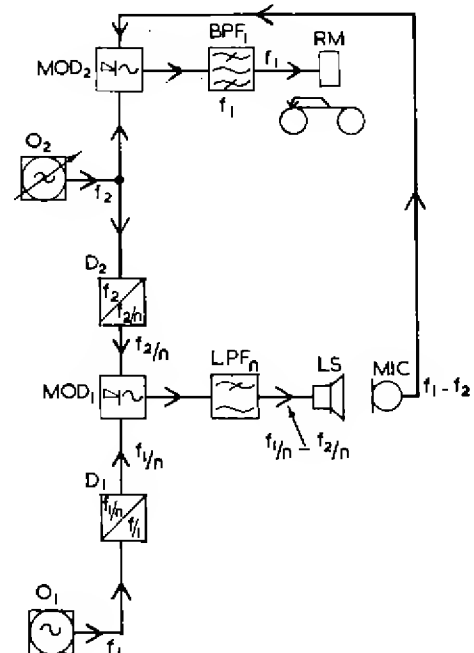 BPF₁
RM
MOD₂
f₁
f₁
O₂
f₂
D₂
f₂
f₂/n
f₂/n
LPFₙ
LS
MIC
MOD₁
f₁ - f₂
f₁/n - f₂/n
f₁/n
D₁
f₁/n
f/₁
O₁
f₁